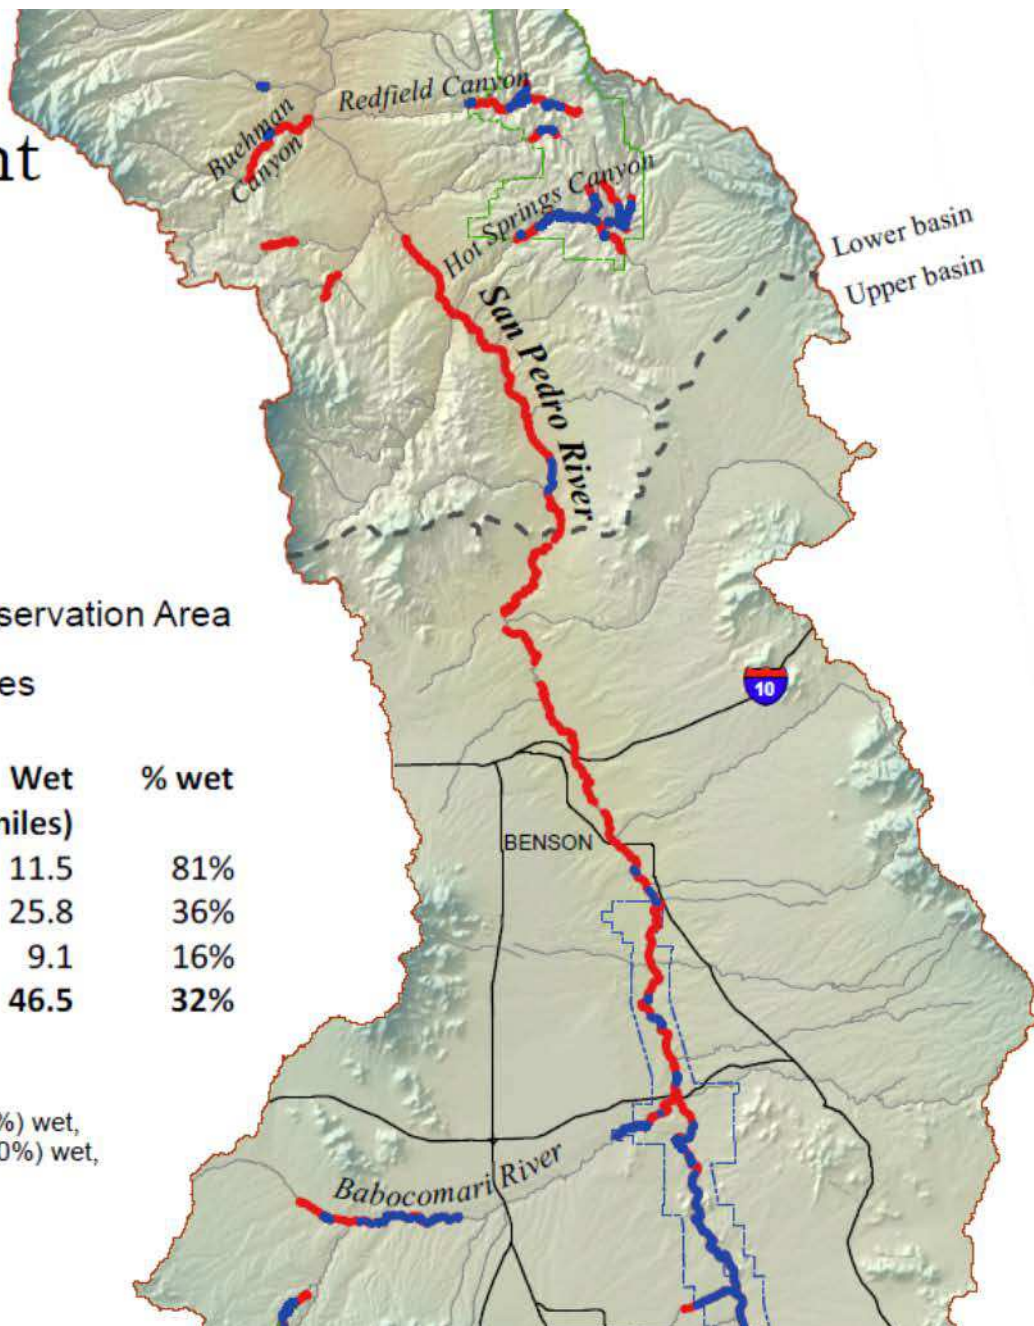 nt
Redfield Canyon
Buehman
Canyon
Hot Springs Canyon
Lower basin
Upper basin
San Pedro River
servation Area
es
10
Wet % wet
niles)
BENSON
11.5 81%
25.8 36%
9.1 16%
46.5 32%
%) wet,
0%) wet,
Babocomari River